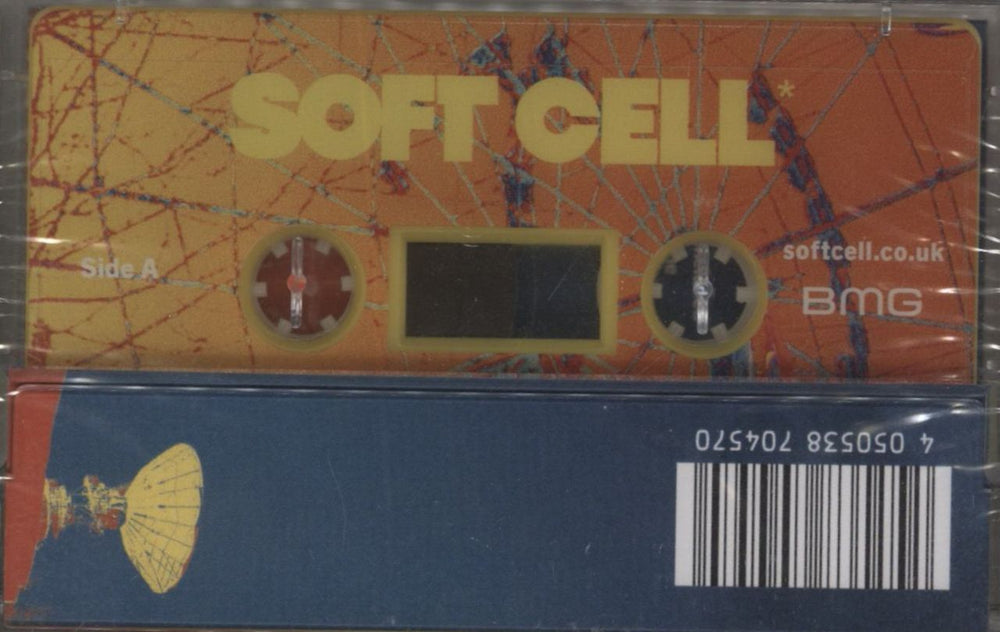 SOFT CELL*
Side A
softcell.co.uk
BMG
4 050538 704570